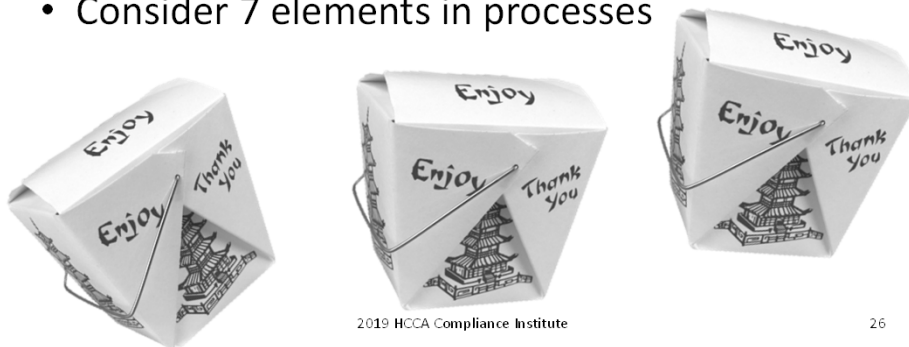 • Consider 7 elements in processes
Enjoy
Enjoy
Thank
You
Enjoy
Enjoy
Thank
You
Enjoy
Enjoy
Thank
You
2019 HCCA Compliance Institute
26